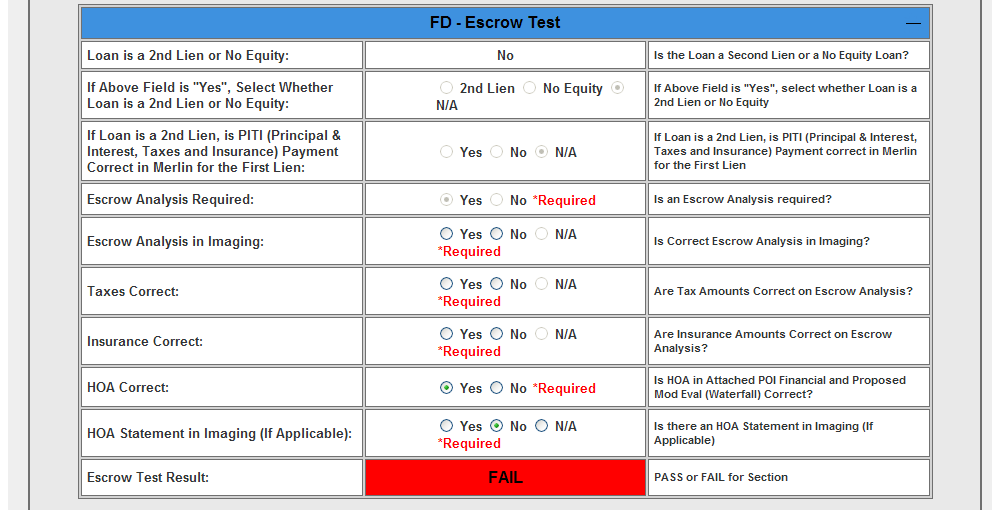 FD - Escrow Test
Loan is a 2nd Lien or No Equity:
No
Is the Loan a Second Lien or a No Equity Loan?
If Above Field is "Yes", Select Whether
Loan is a 2nd Lien or No Equity:
2nd Lien No Equity
N/A
If Above Field is "Yes", select whether Loan is a
2nd Lien or No Equity
If Loan is a 2nd Lien, is PITI (Principal &
Interest, Taxes and Insurance) Payment
Correct in Merlin for the First Lien:
Yes No N/A
If Loan is a 2nd Lien, is PITI (Principal & Interest,
Taxes and Insurance) Payment correct in Merlin
for the First Lien
Escrow Analysis Required:
Yes No *Required
Is an Escrow Analysis required?
Escrow Analysis in Imaging:
Yes No N/A
*Required
Is Correct Escrow Analysis in Imaging?
Taxes Correct:
Yes No N/A
*Required
Are Tax Amounts Correct on Escrow Analysis?
Insurance Correct:
Yes No N/A
*Required
Are Insurance Amounts Correct on Escrow
Analysis?
HOA Correct:
Yes No *Required
Is HOA in Attached POI Financial and Proposed
Mod Eval (Waterfall) Correct?
HOA Statement in Imaging (If Applicable):
Yes No N/A
*Required
Is there an HOA Statement in Imaging (If
Applicable)
Escrow Test Result:
FAIL
PASS or FAIL for Section